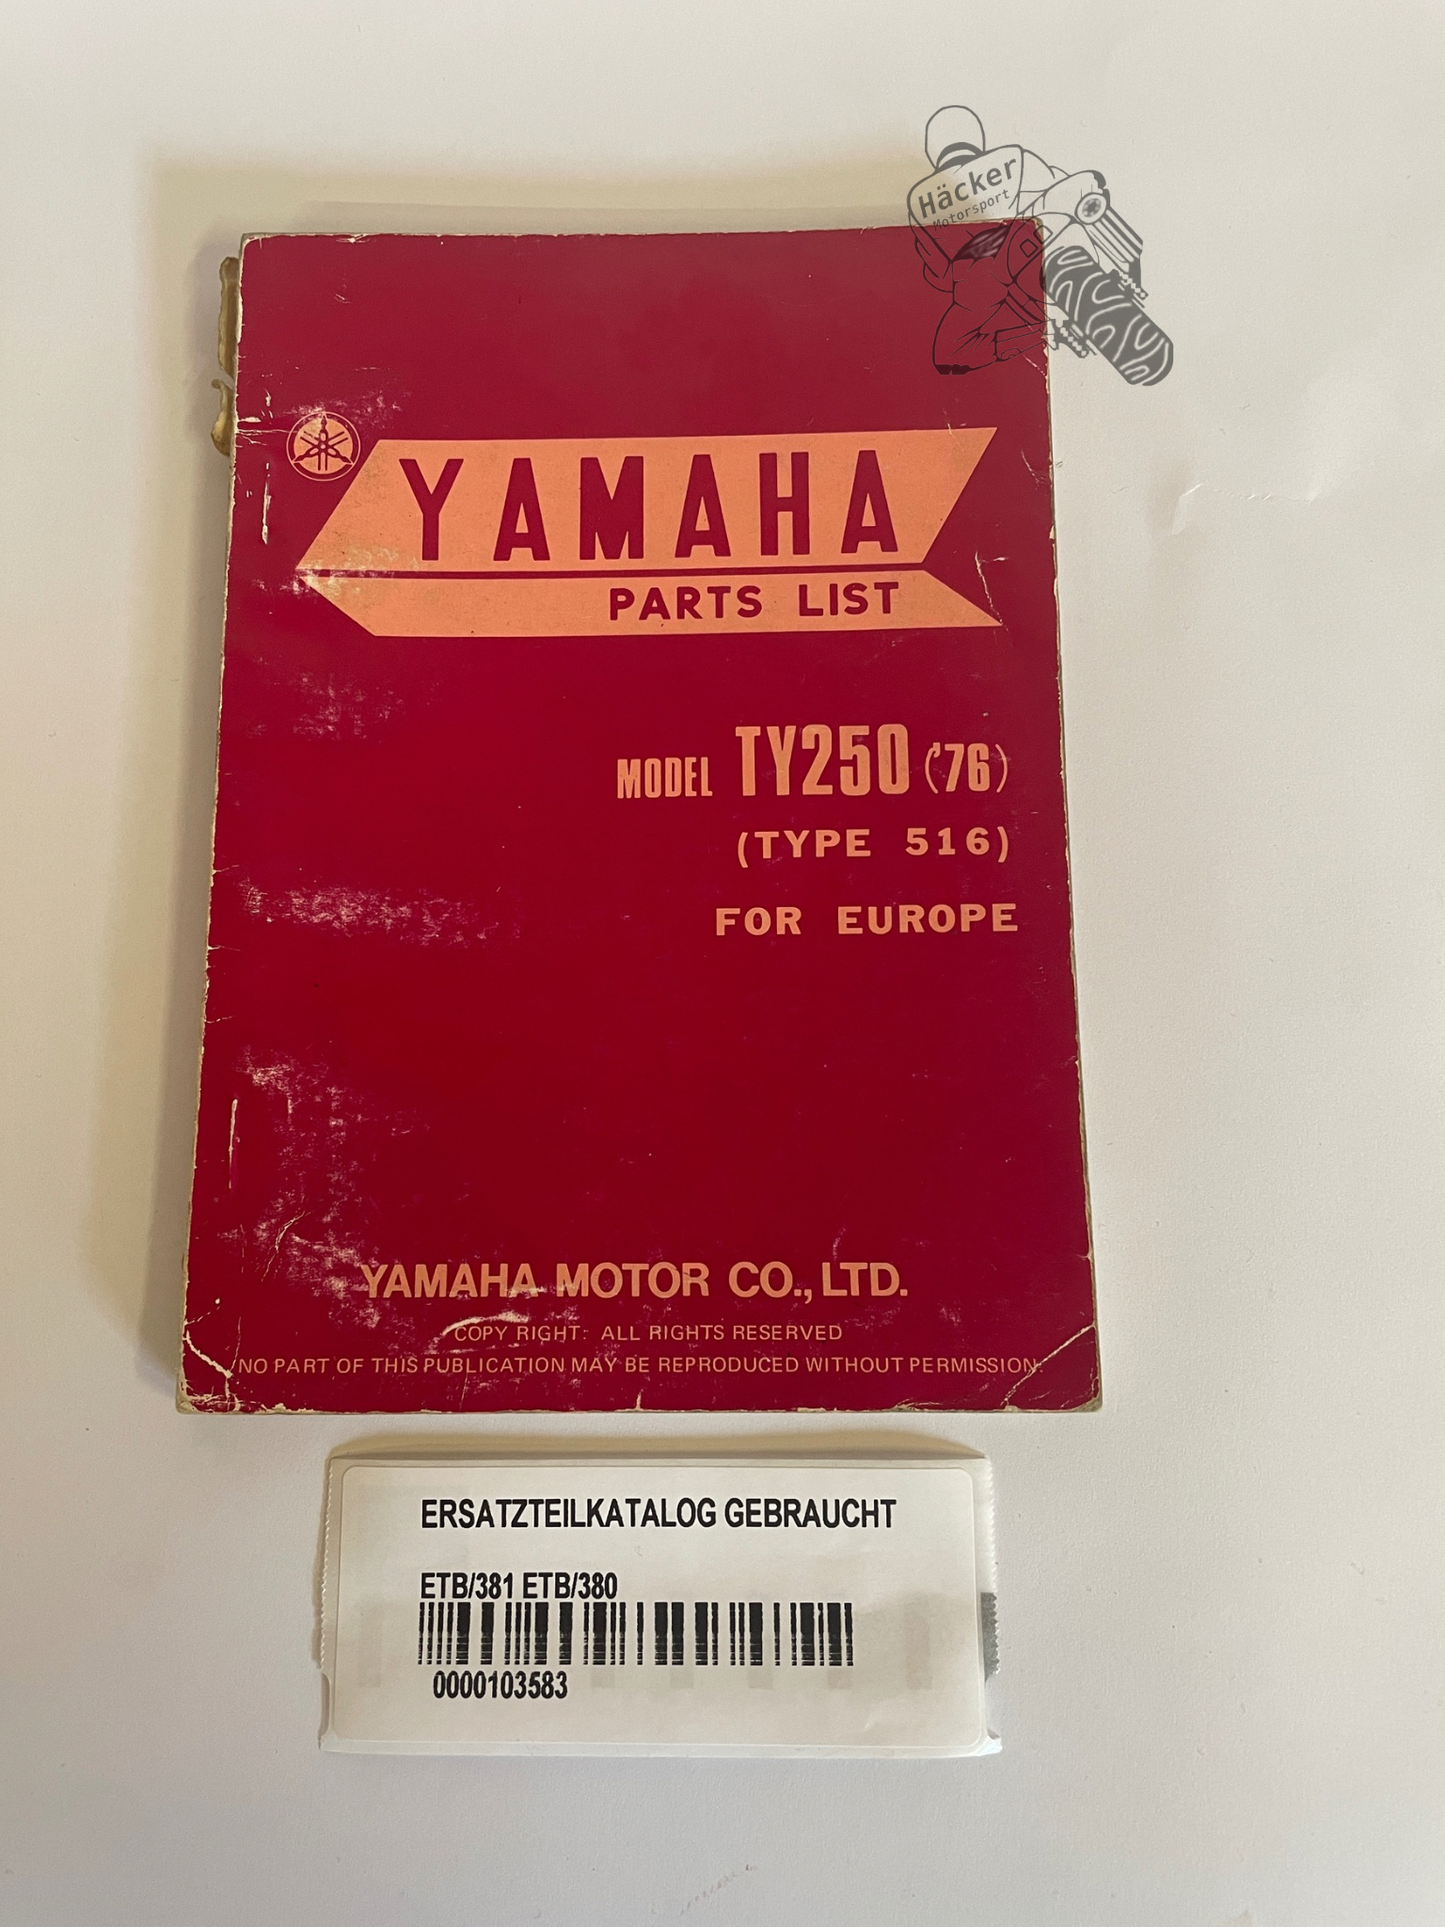 Häcker
Motorsport
YAMAHA
PARTS LIST
MODEL TY250 ('76)
(TYPE 516)
FOR EUROPE
YAMAHA MOTOR CO., LTD.
COPY RIGHT: ALL RIGHTS RESERVED
NO PART OF THIS PUBLICATION MAY BE REPRODUCED WITHOUT PERMISSION
ERSATZTEILKATALOG GEBRAUCHT
ETB/381 ETB/380
0000103583